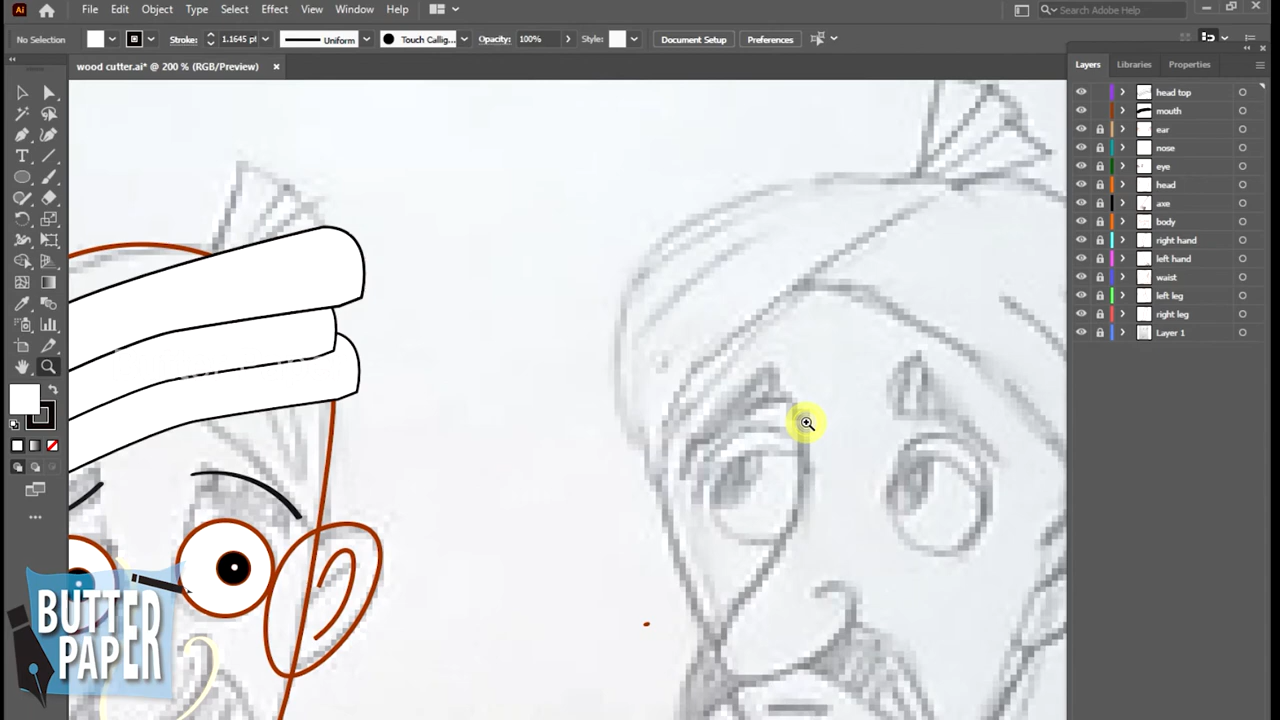 Ai File Edit Object Type Select Effect View Window Help Search Adobe Help
No Selection Stroke: 1.1645 pt Uniform Touch Callig... Opacity: 100% Style: Document Setup Preferences
wood cutter.ai* @ 200 % (RGB/Preview) ×
Layers Libraries Properties
head top
mouth
ear
nose
eye
head
axe
body
right hand
left hand
waist
left leg
right leg
Layer 1
BUTTER
PAPER